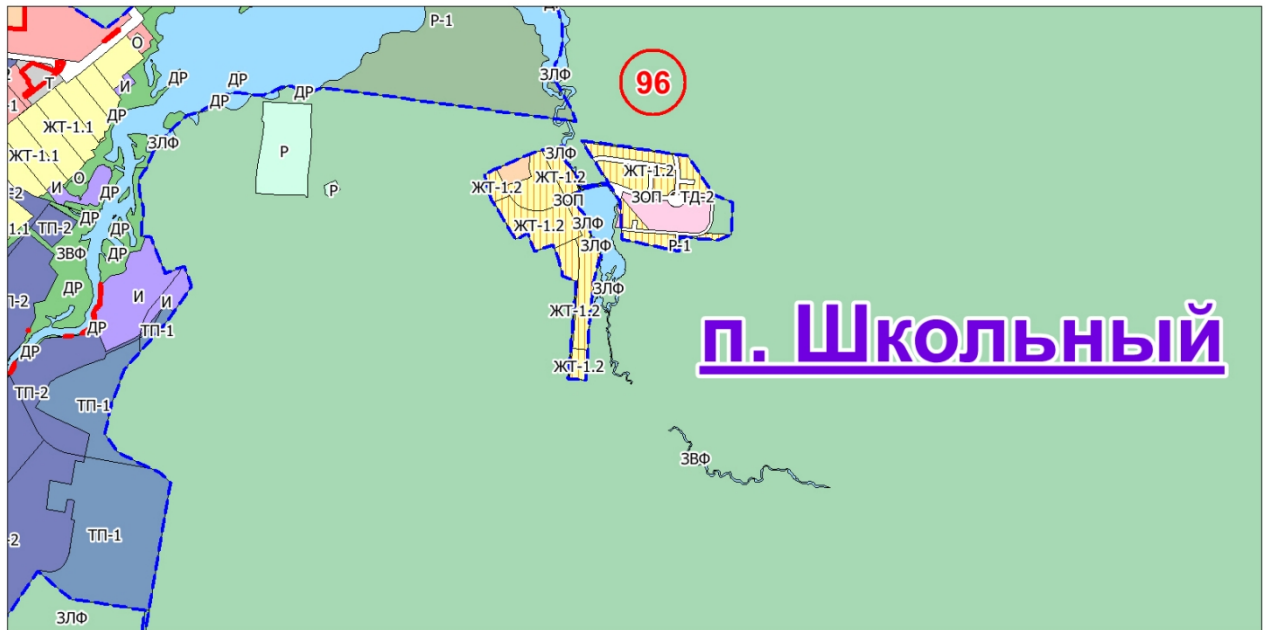 Р-1
О
ДР
ДР
ЗЛФ
96
Т
И
ДР
ДР
ДР
ЖТ-1.1
ЗЛФ
ЖТ-1.1
Р
ЗЛФ
ЖТ-1.2
ЖТ-1.2
О
И
ДР
Р
ЖТ-1.2
ЗОП
ЗОП
ТД-2
ТП-2
ДР
ДР
ЖТ-1.2
ЗЛФ
ЗВФ
ДР
ЗЛФ
Р-1
ДР
И
И
ЗЛФ
ДР
ТП-1
ЖТ-1.2
п. Школьный
ДР
ЖТ-1.2
ТП-2
ТП-1
ЗВФ
ТП-1
ЗЛФ